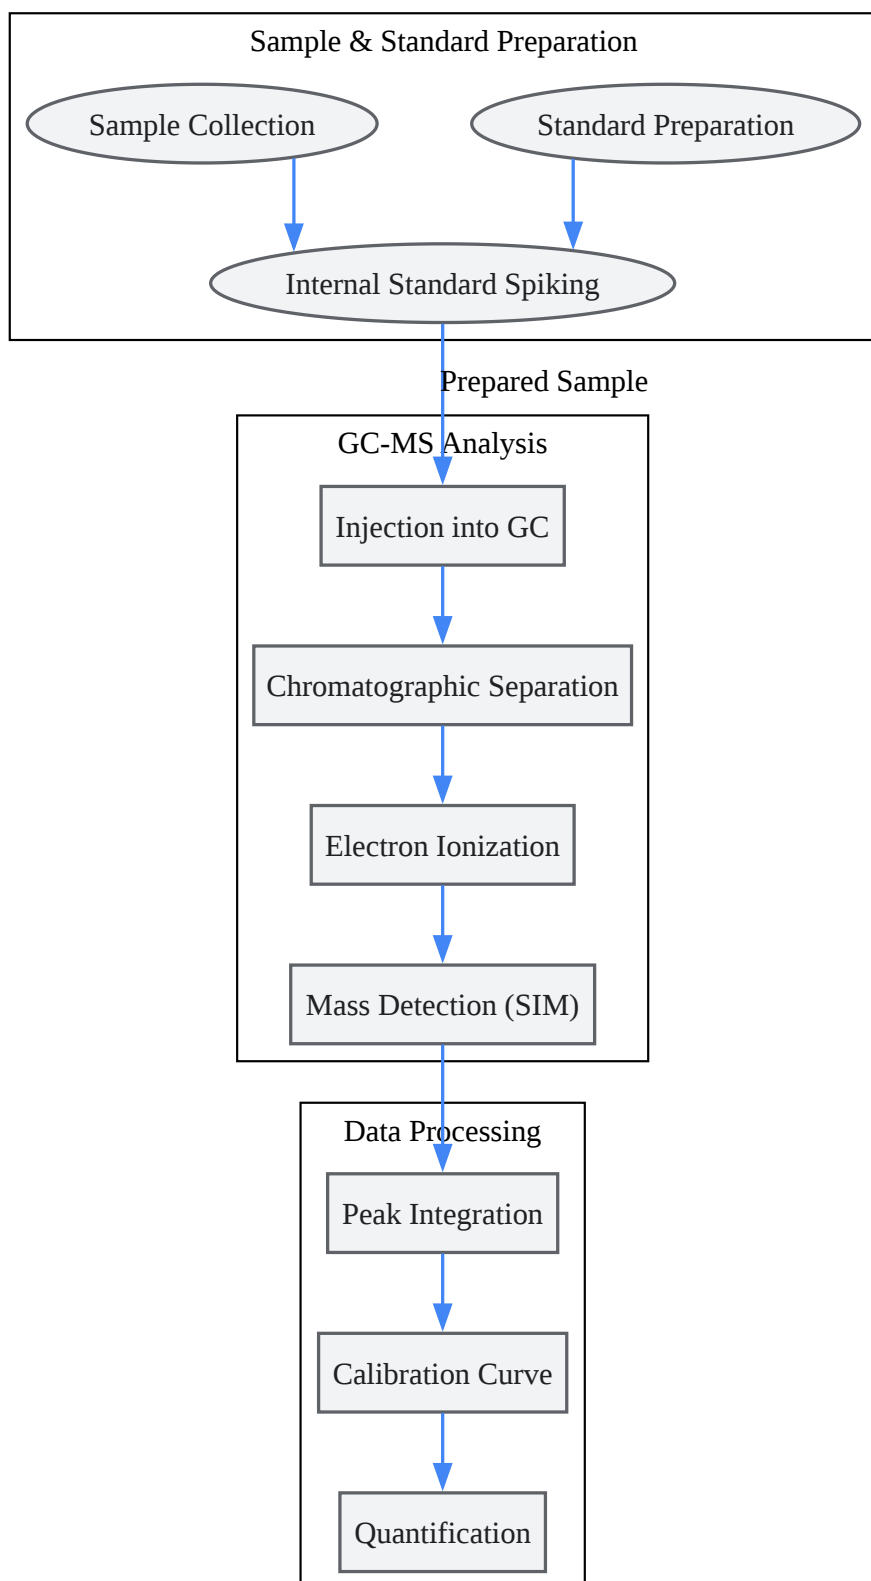 Sample & Standard Preparation
Sample Collection
Standard Preparation
Internal Standard Spiking
Prepared Sample
GC-MS Analysis
Injection into GC
Chromatographic Separation
Electron Ionization
Mass Detection (SIM)
Data Processing
Peak Integration
Calibration Curve
Quantification